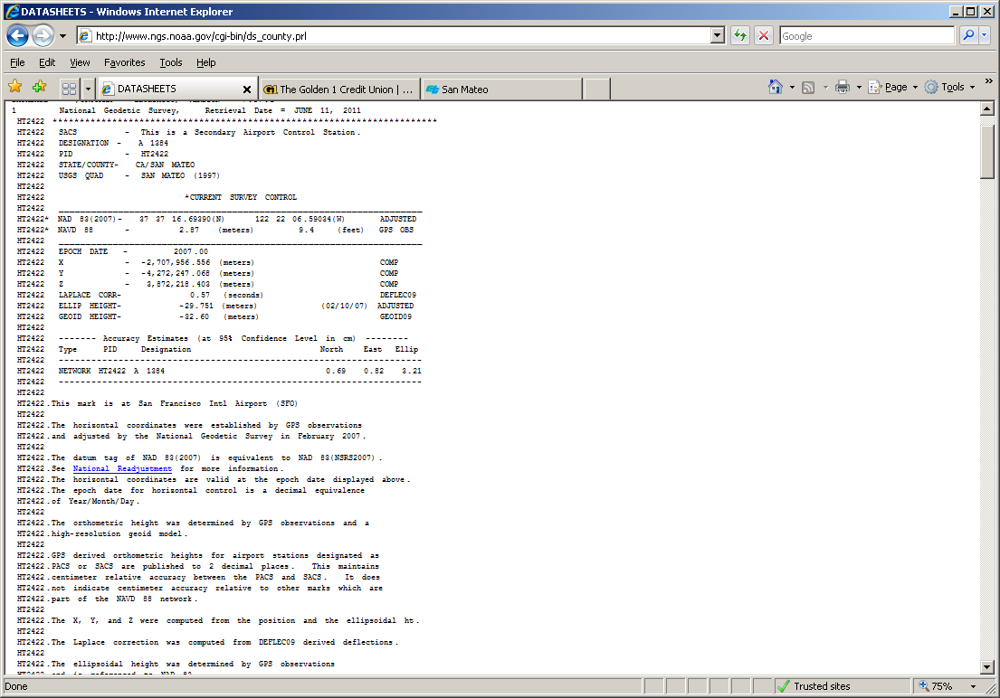 DATASHEETS - Windows Internet Explorer
http://www.ngs.noaa.gov/cgi-bin/ds_county.prl
Google
File Edit View Favorites Tools Help
DATASHEETS
The Golden 1 Credit Union | ...
San Mateo
Page Tools
1 National Geodetic Survey, Retrieval Date = JUNE 11, 2011
HT2422 ***********************************************************************
HT2422 SACS - This is a Secondary Airport Control Station.
HT2422 DESIGNATION - A 1384
HT2422 PID - HT2422
HT2422 STATE/COUNTY- CA/SAN MATEO
HT2422 USGS QUAD - SAN MATEO (1997)
HT2422
HT2422 *CURRENT SURVEY CONTROL
HT2422 ___________________________________________________________________
HT2422* NAD 83(2007)- 37 37 16.69390(N) 122 22 06.59034(W) ADJUSTED
HT2422* NAVD 88 - 2.87 (meters) 9.4 (feet) GPS OBS
HT2422 ___________________________________________________________________
HT2422 EPOCH DATE - 2007.00
HT2422 X - -2,707,956.556 (meters) COMP
HT2422 Y - -4,272,247.068 (meters) COMP
HT2422 Z - 3,872,218.403 (meters) COMP
HT2422 LAPLACE CORR- 0.57 (seconds) DEFLEC09
HT2422 ELLIP HEIGHT- -29.751 (meters) (02/10/07) ADJUSTED
HT2422 GEOID HEIGHT- -32.60 (meters) GEOID09
HT2422
HT2422 ------- Accuracy Estimates (at 95% Confidence Level in cm) --------
HT2422 Type PID Designation North East Ellip
HT2422 -------------------------------------------------------------------
HT2422 NETWORK HT2422 A 1384 0.69 0.82 3.21
HT2422 -------------------------------------------------------------------
HT2422
HT2422.This mark is at San Francisco Intl Airport (SFO)
HT2422
HT2422.The horizontal coordinates were established by GPS observations
HT2422.and adjusted by the National Geodetic Survey in February 2007.
HT2422
HT2422.The datum tag of NAD 83(2007) is equivalent to NAD 83(NSRS2007).
HT2422.See National Readjustment for more information.
HT2422.The horizontal coordinates are valid at the epoch date displayed above.
HT2422.The epoch date for horizontal control is a decimal equivalence
HT2422.of Year/Month/Day.
HT2422
HT2422.The orthometric height was determined by GPS observations and a
HT2422.high-resolution geoid model.
HT2422
HT2422.GPS derived orthometric heights for airport stations designated as
HT2422.PACS or SACS are published to 2 decimal places. This maintains
HT2422.centimeter relative accuracy between the PACS and SACS. It does
HT2422.not indicate centimeter accuracy relative to other marks which are
HT2422.part of the NAVD 88 network.
HT2422
HT2422.The X, Y, and Z were computed from the position and the ellipsoidal ht.
HT2422
HT2422.The Laplace correction was computed from DEFLEC09 derived deflections.
HT2422
HT2422.The ellipsoidal height was determined by GPS observations
Done
Trusted sites
75%